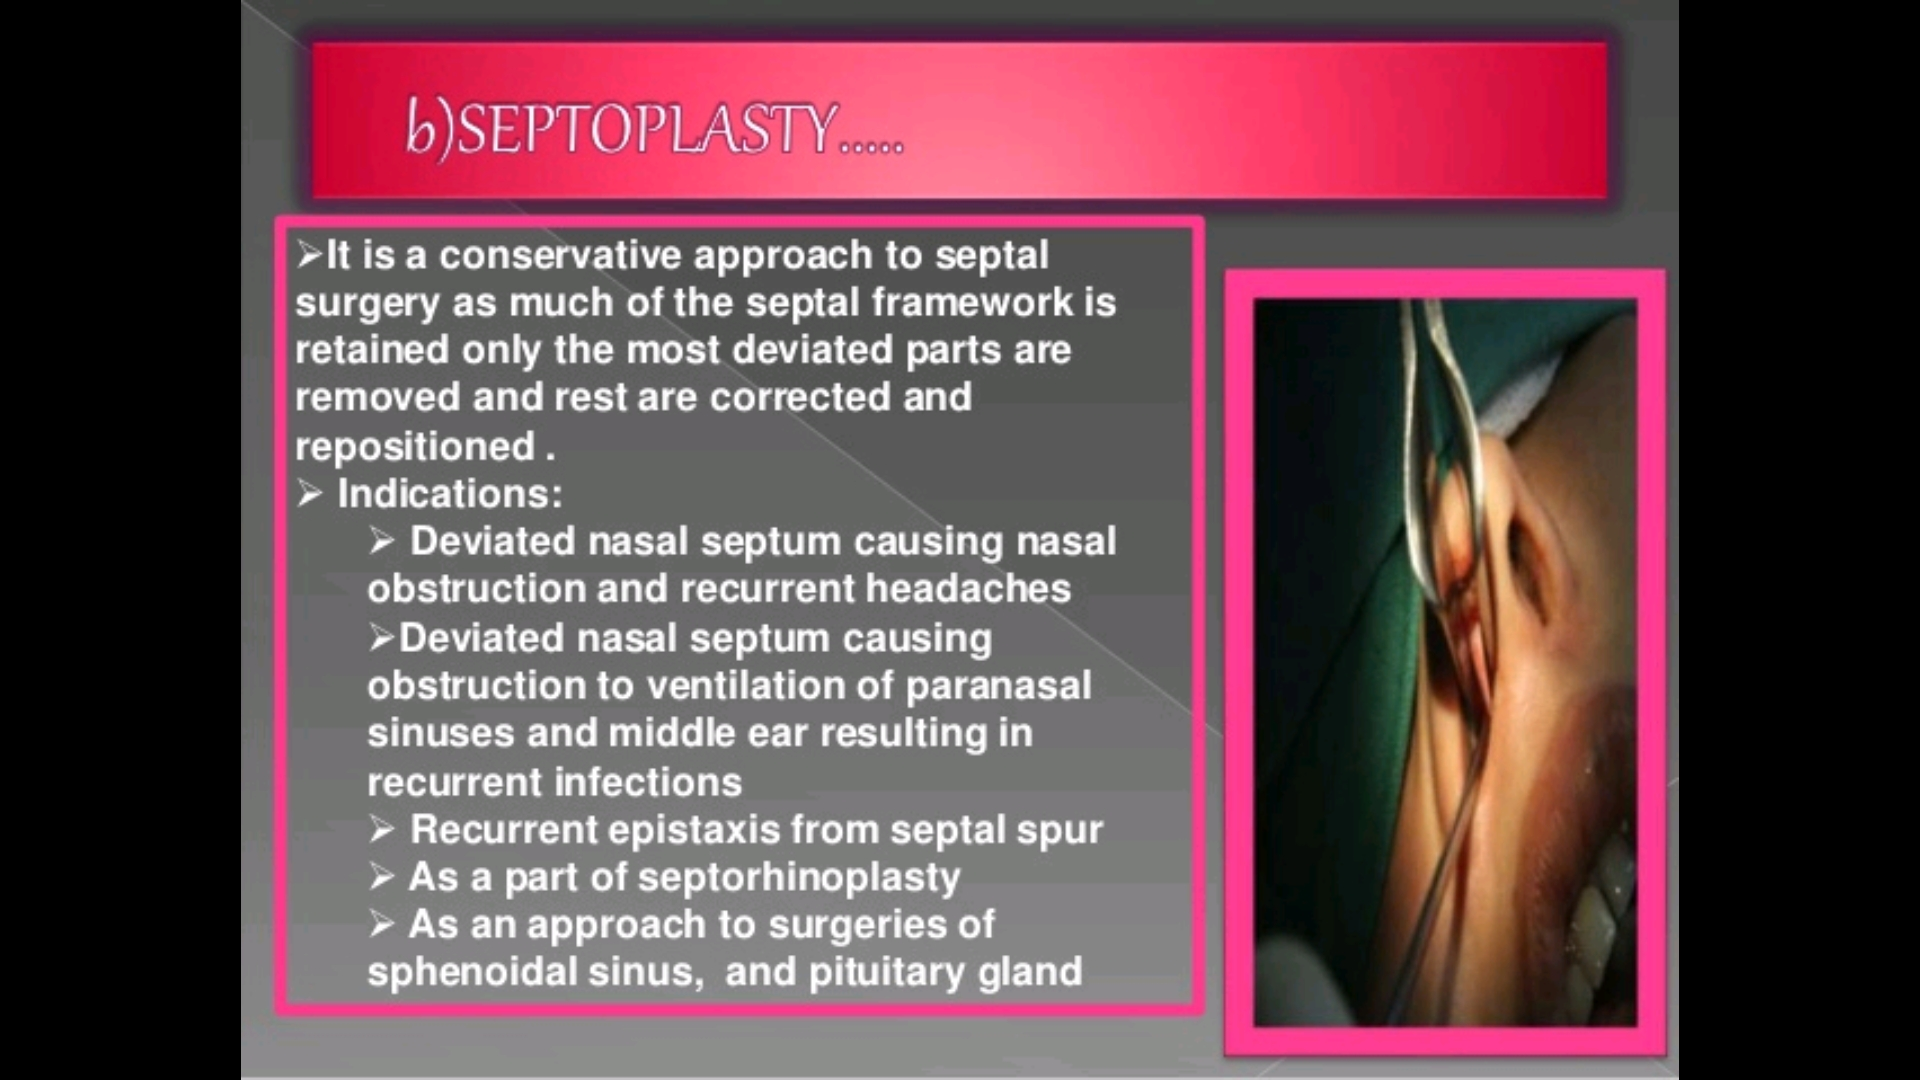 b)SEPTOPLASTY.....
➢It is a conservative approach to septal
surgery as much of the septal framework is
retained only the most deviated parts are
removed and rest are corrected and
repositioned .
➢ Indications:
➢ Deviated nasal septum causing nasal
obstruction and recurrent headaches
➢Deviated nasal septum causing
obstruction to ventilation of paranasal
sinuses and middle ear resulting in
recurrent infections
➢ Recurrent epistaxis from septal spur
➢ As a part of septorhinoplasty
➢ As an approach to surgeries of
sphenoidal sinus,  and pituitary gland